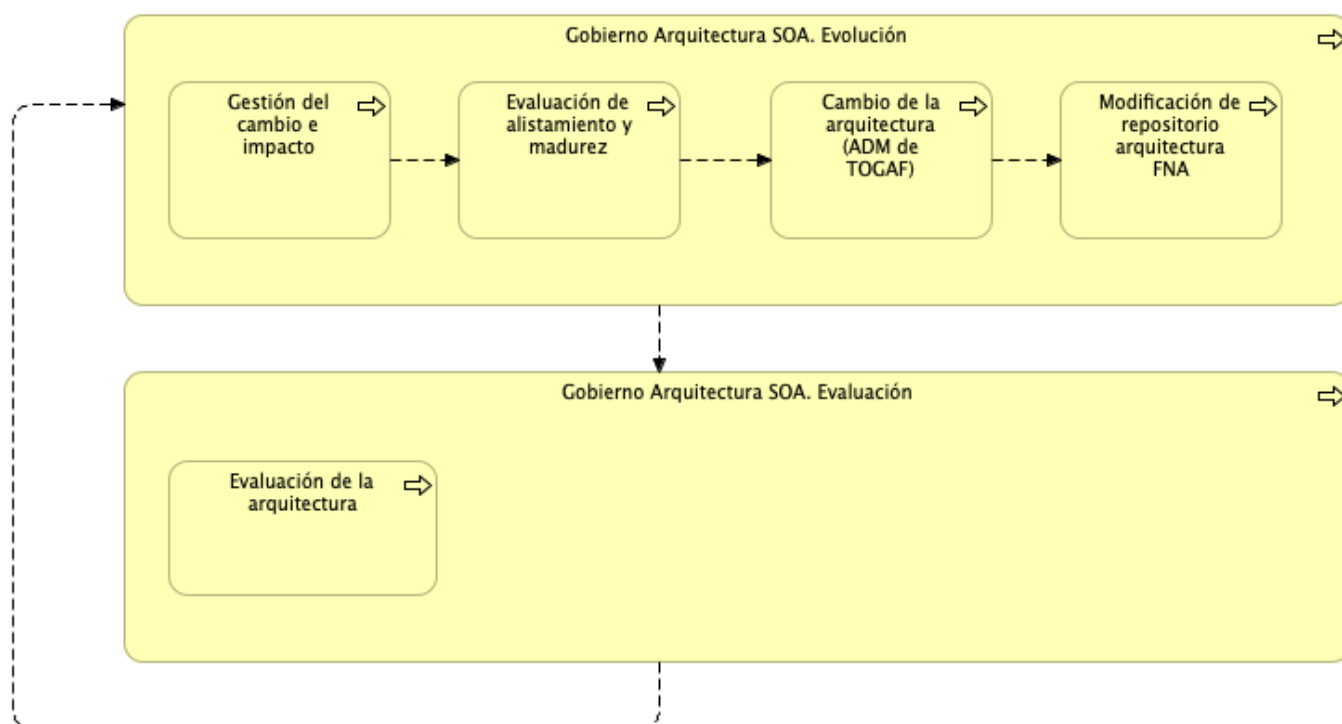 Gobierno Arquitectura SOA. Evolución
Gestión del
cambio e
impacto
Evaluación de
alistamiento y
madurez
Cambio de la
arquitectura
(ADM de
TOGAF)
Modificación de
repositorio
arquitectura
FNA
Gobierno Arquitectura SOA. Evaluación
Evaluación de la
arquitectura